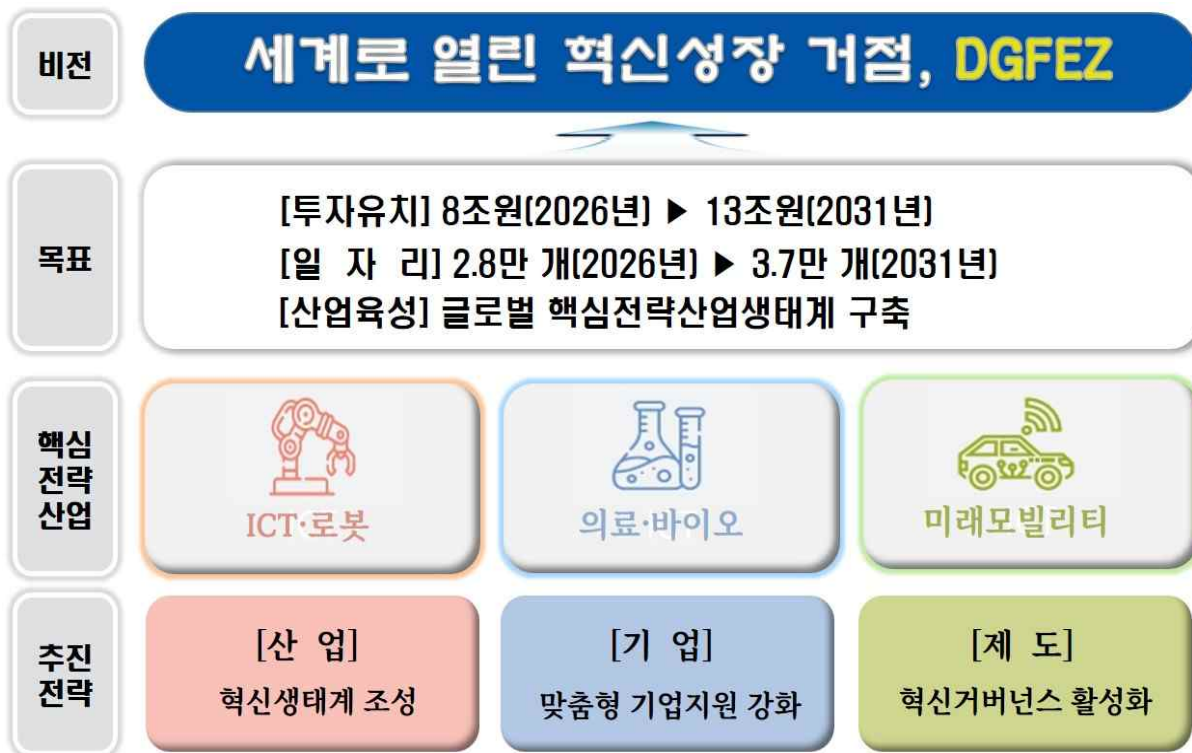 비전
세계로 열린 혁신성장 거점, DGFEZ
목표
[투자유치] 8조원(2026년) ▶ 13조원(2031년)
[일 자 리] 2.8만 개(2026년) ▶ 3.7만 개(2031년)
[산업육성] 글로벌 핵심전략산업생태계 구축
핵심
전략
산업
ICT·로봇
의료·바이오
미래모빌리티
추진
전략
[산 업]
혁신생태계 조성
[기 업]
맞춤형 기업지원 강화
[제 도]
혁신거버넌스 활성화